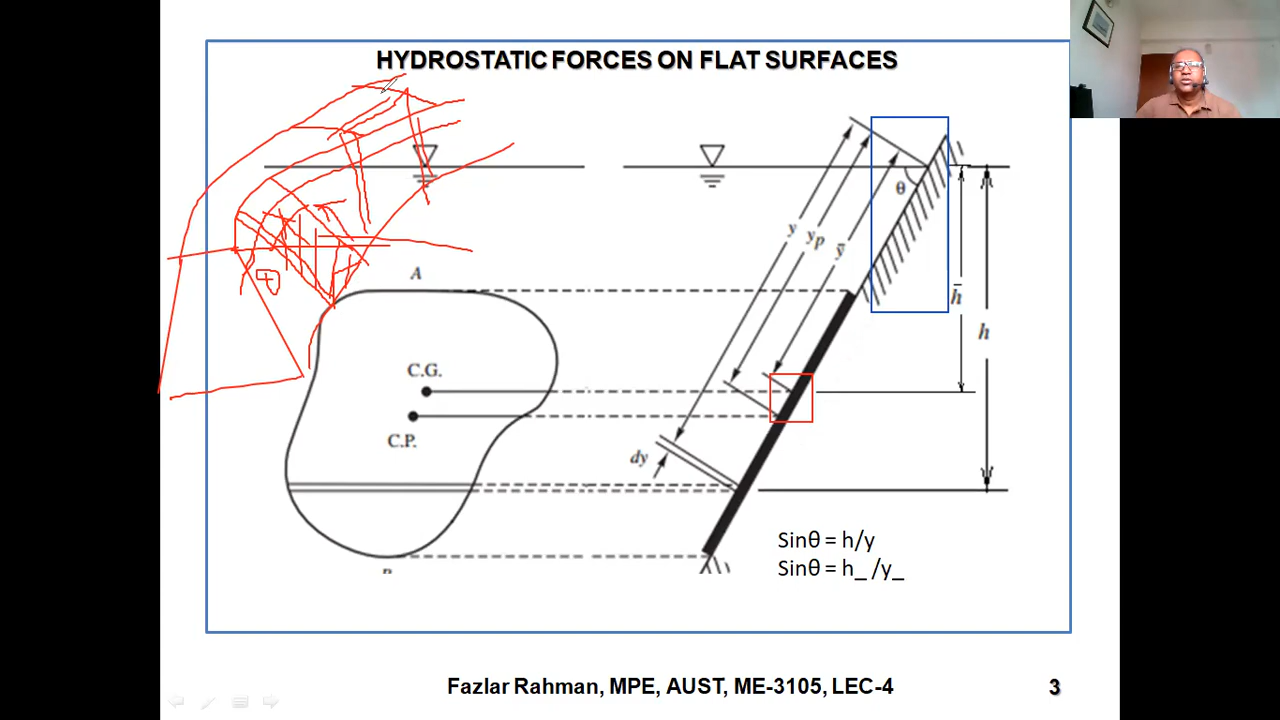 HYDROSTATIC FORCES ON FLAT SURFACES
θ
y yp ȳ
A
h̄
h
C.G.
C.P.
dy
Sinθ = h/y
Sinθ = h_ /y_
Fazlar Rahman, MPE, AUST, ME-3105, LEC-4 3